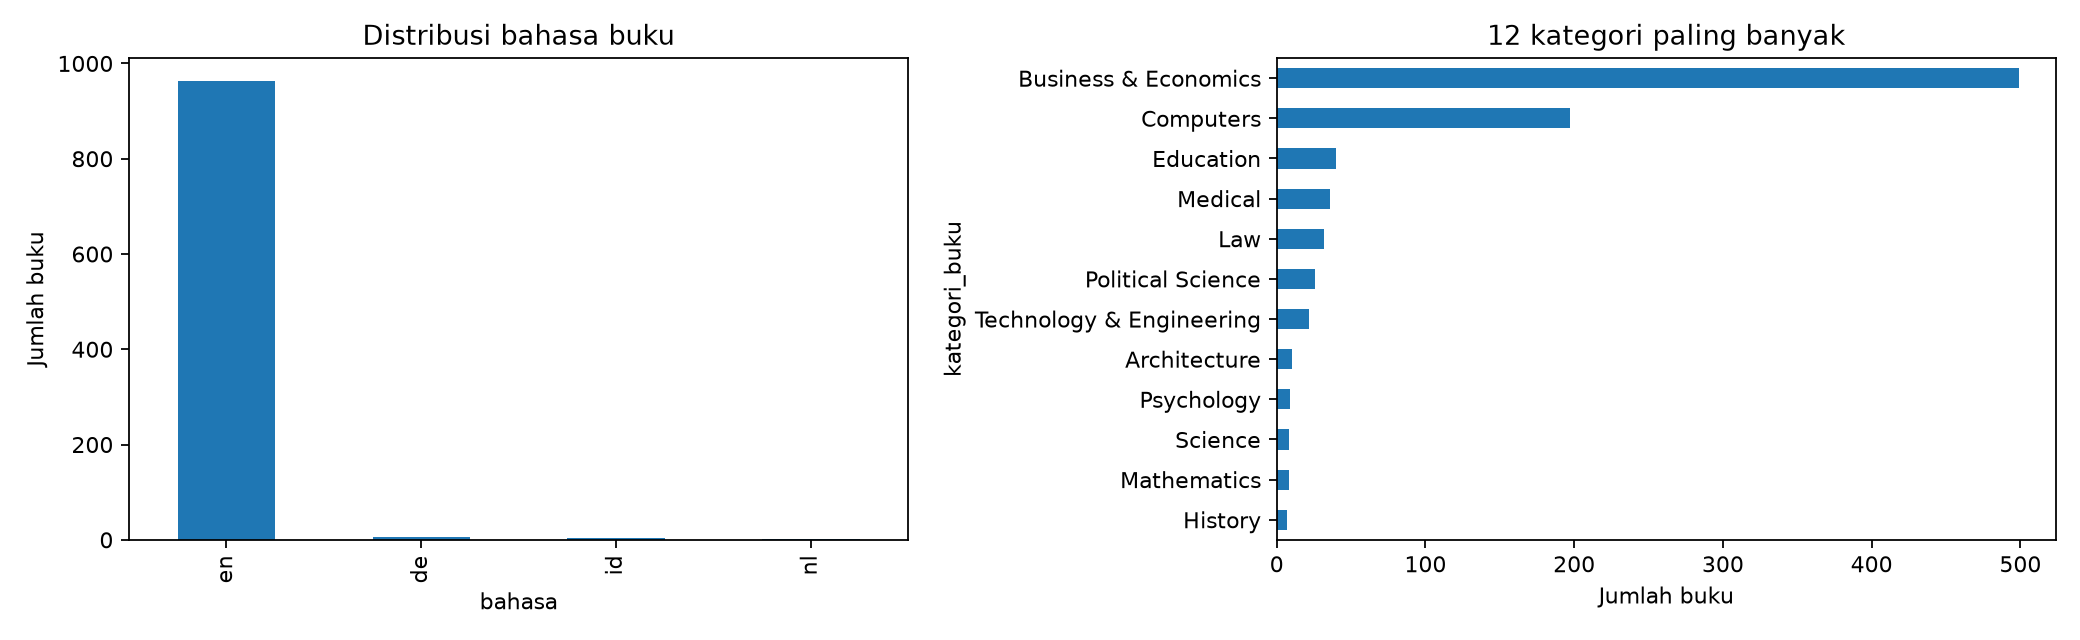 Distribusi bahasa buku
1000
800
600
400
200
0
Jumlah buku
en
de
id
nl
bahasa
12 kategori paling banyak
kategori_buku
Business & Economics
Computers
Education
Medical
Law
Political Science
Technology & Engineering
Architecture
Psychology
Science
Mathematics
History
0
100
200
300
400
500
Jumlah buku